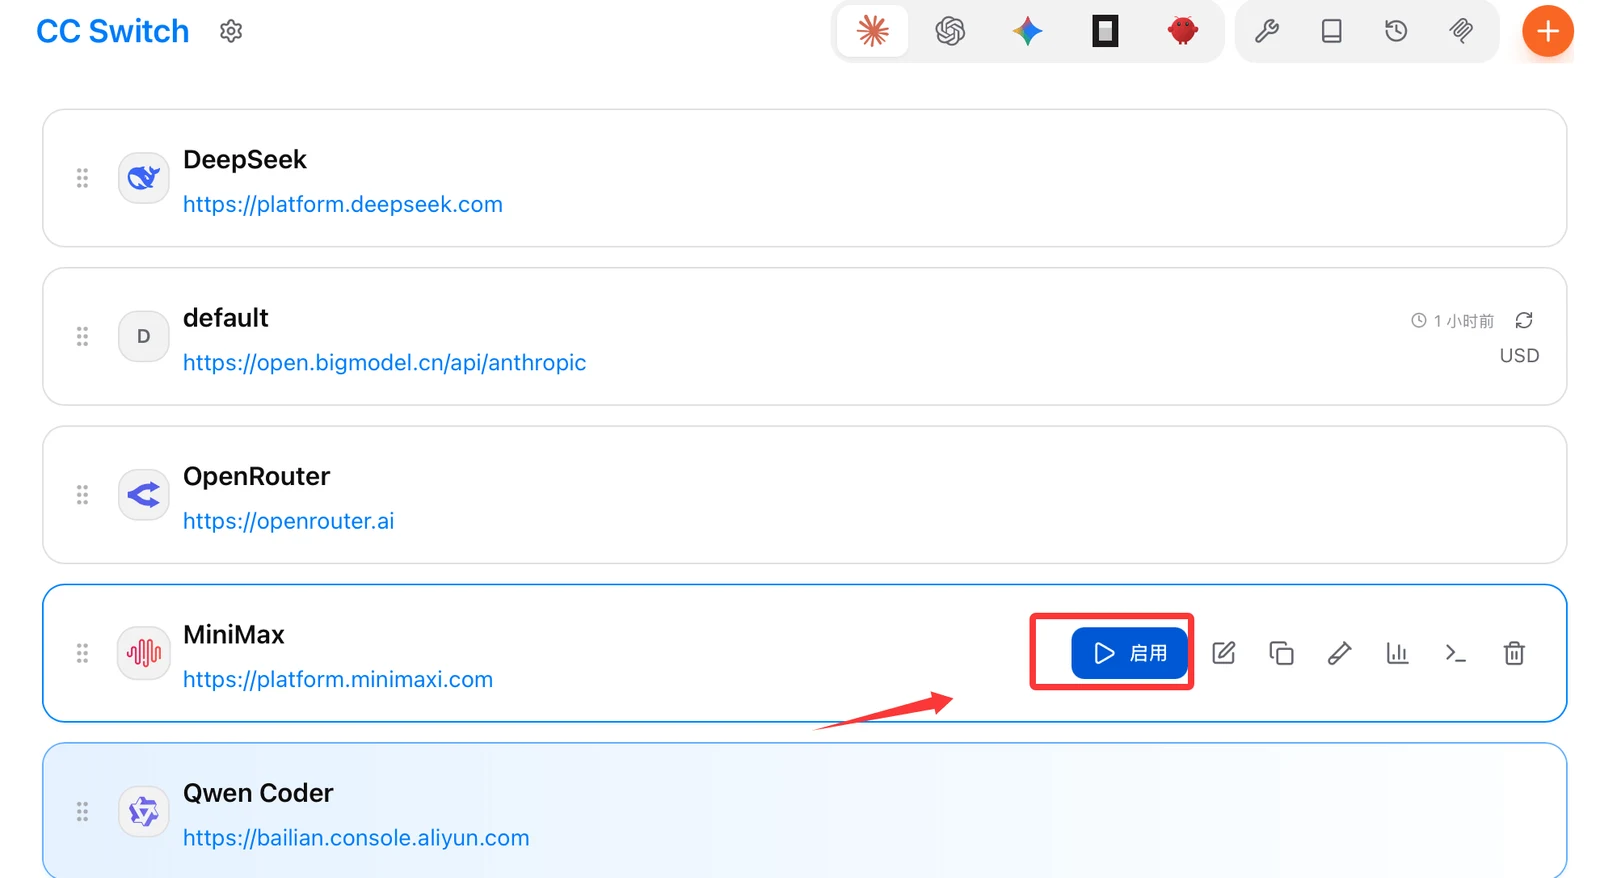 CC Switch
DeepSeek
https://platform.deepseek.com
D
default
https://open.bigmodel.cn/api/anthropic
1 小时前
USD
OpenRouter
https://openrouter.ai
MiniMax
https://platform.minimaxi.com
启用
Qwen Coder
https://bailian.console.aliyun.com